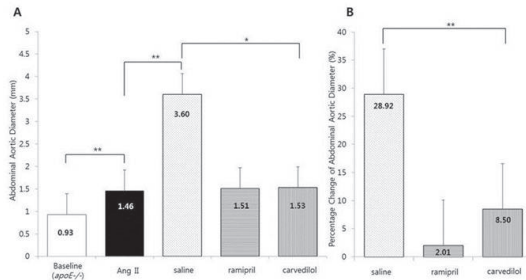 A
Abdominal Aortic Diameter (mm)
5
4.5
4
3.5
3
2.5
2
1.5
1
0.5
0
**
**
*
0.93
1.46
3.60
1.51
1.53
Baseline
(apoE-/-)
Ang II
saline
ramipril
carvedilol
B
Percentage Change of Abdominal Aortic Diameter (%)
40
35
30
25
20
15
10
5
0
**
28.92
2.01
8.50
saline
ramipril
carvedilol